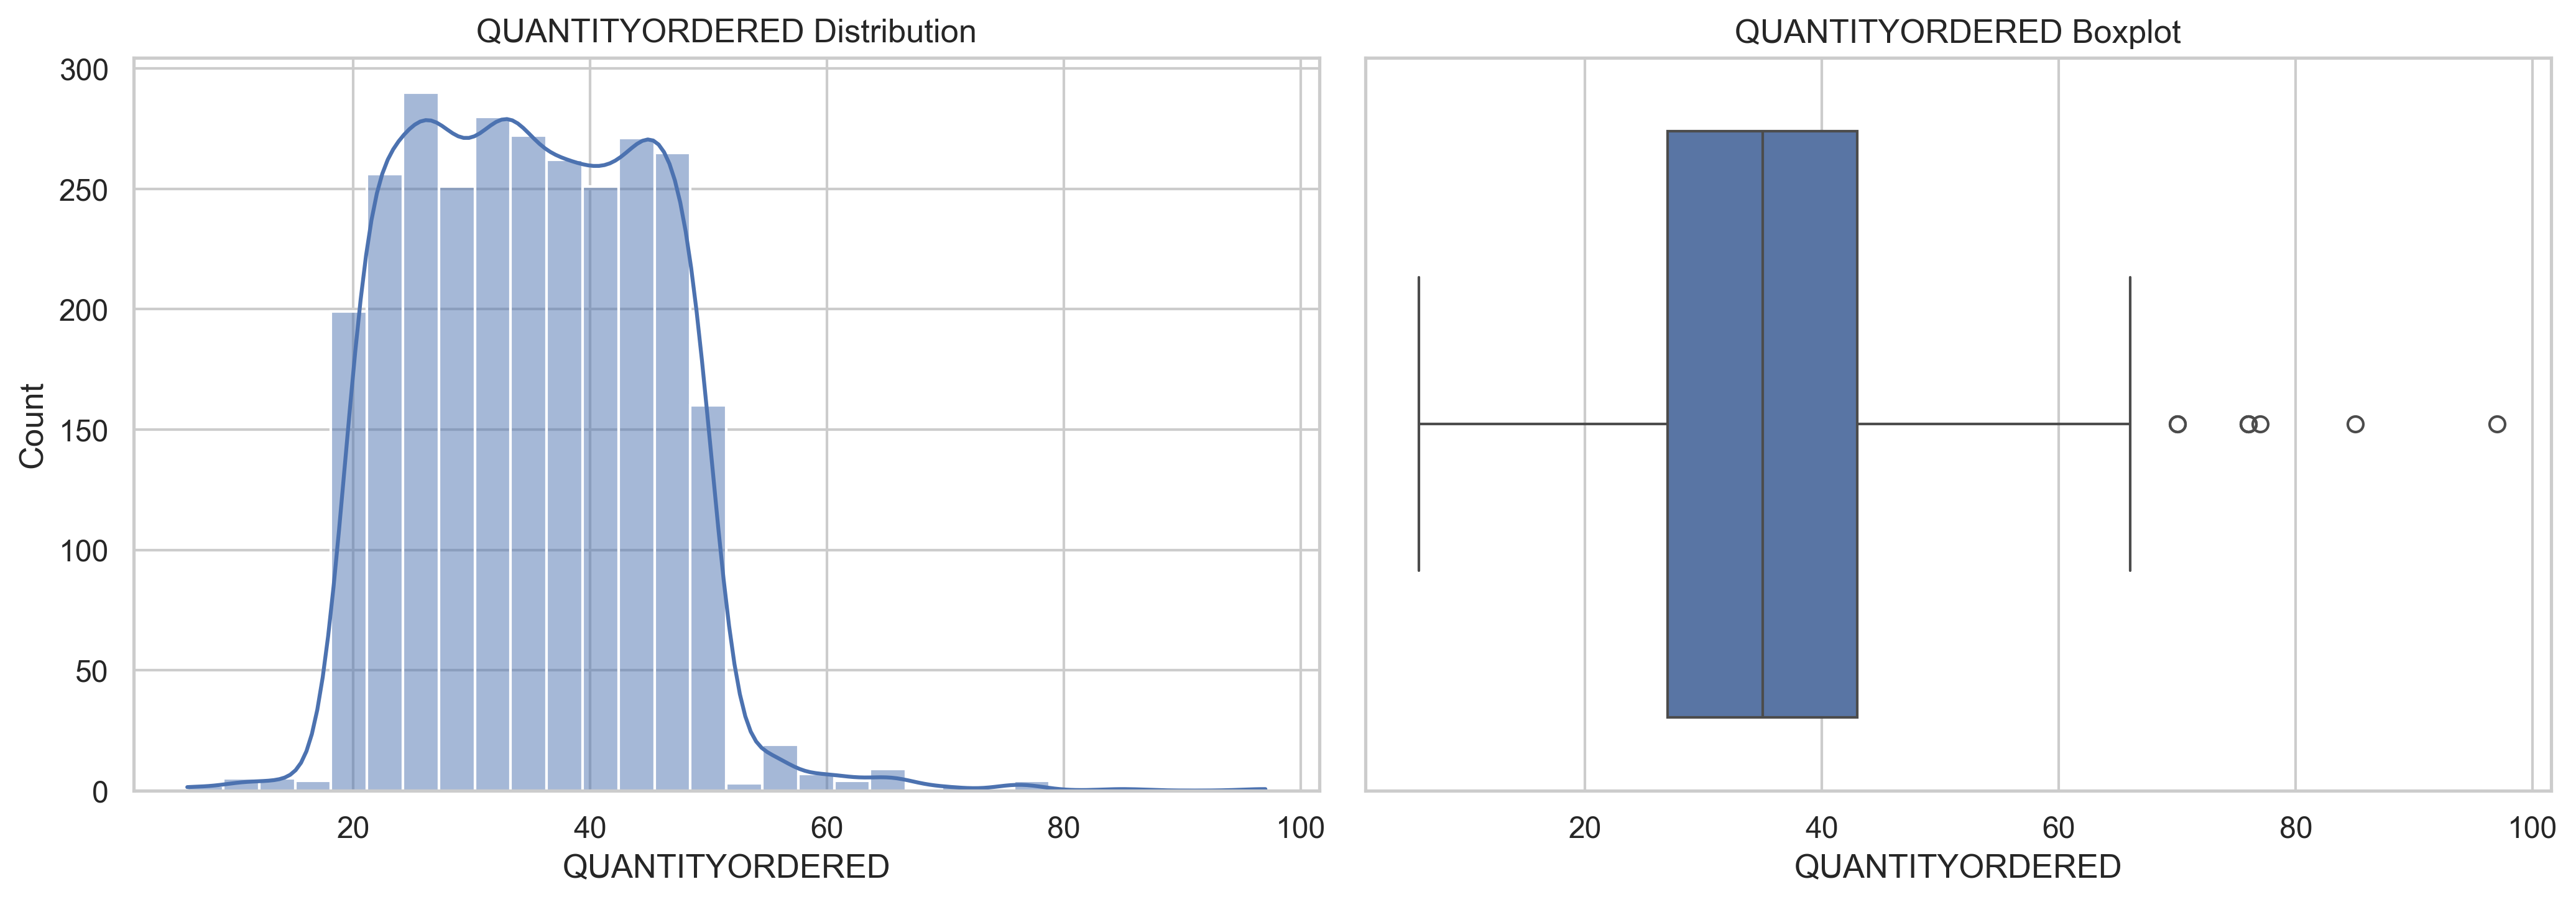 QUANTITYORDERED Distribution
300
250
200
150
100
50
0
Count
20 40 60 80 100
QUANTITYORDERED
QUANTITYORDERED Boxplot
20 40 60 80 100
QUANTITYORDERED